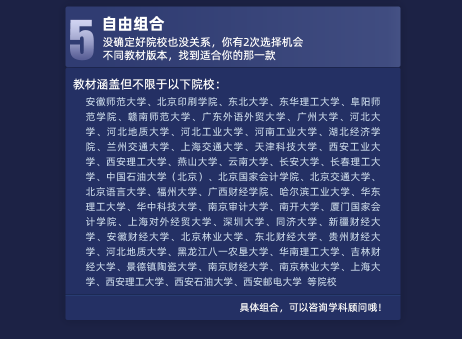 5
自由组合
没确定好院校也没关系，你有2次选择机会
不同教材版本，找到适合你的那一款
教材涵盖但不限于以下院校：
安徽师范大学、北京印刷学院、东北大学、东华理工大学、阜阳师
范学院、赣南师范大学、广东外语外贸大学、广州大学、河北大
学、河北地质大学、河北工业大学、河南工业大学、湖北经济学
院、兰州交通大学、上海交通大学、天津科技大学、西安工业大
学、西安理工大学、燕山大学、云南大学、长安大学、长春理工大
学、中国石油大学（北京）、北京国家会计学院、北京交通大学、
北京语言大学、福州大学、广西财经学院、哈尔滨工业大学、华东
理工大学、华中科技大学、南京审计大学、南开大学、厦门国家会
计学院、上海对外经贸大学、深圳大学、同济大学、新疆财经大
学、安徽财经大学、北京林业大学、东北财经大学、贵州财经大
学、河北地质大学、黑龙江八一农垦大学、华南理工大学、吉林财
经大学、景德镇陶瓷大学、南京财经大学、南京林业大学、上海大
学、西安理工大学、西安石油大学、西安邮电大学 等院校
具体组合，可以咨询学科顾问哦！